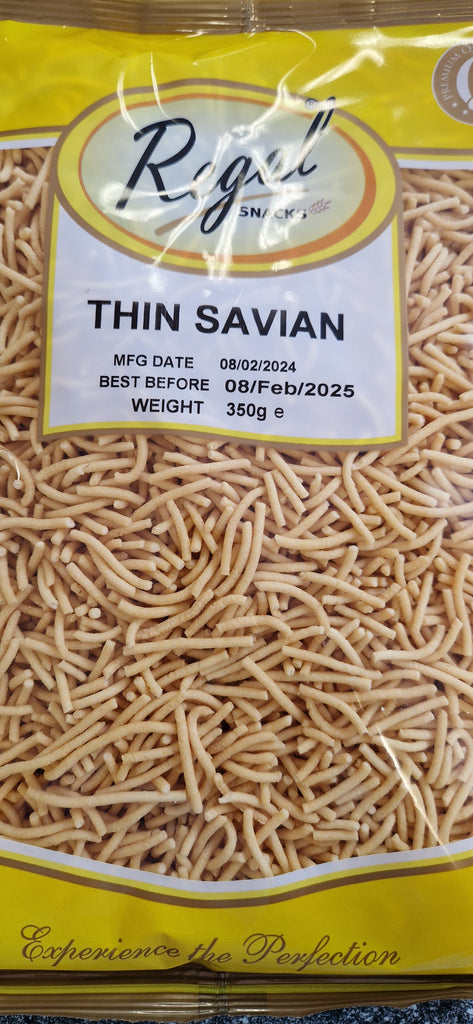 PREMIUM
Regal
®
SNACKS
THIN SAVIAN
MFG DATE 08/02/2024
BEST BEFORE 08/Feb/2025
WEIGHT 350g e
Experience the Perfection